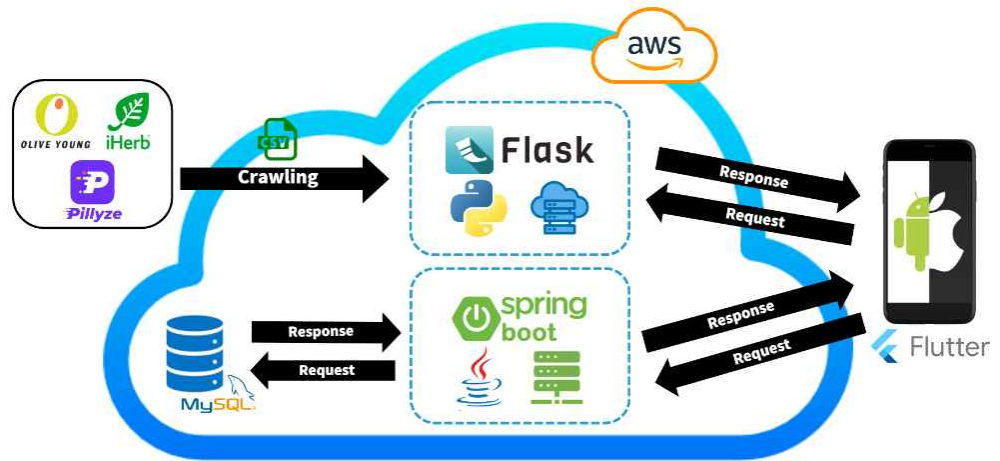 aws
OLIVE YOUNG
iHerb
Pillyze
CSV
Crawling
Flask
Response
Request
spring
boot
Response
Request
MySQL
Response
Request
Flutter